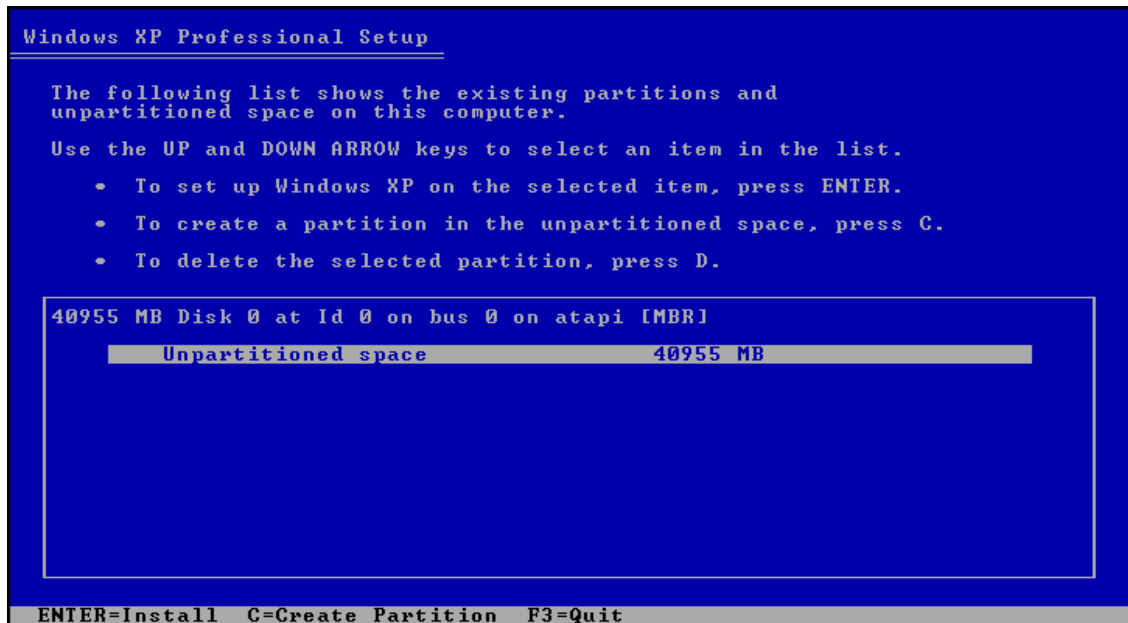 Windows XP Professional Setup
The following list shows the existing partitions and
unpartitioned space on this computer.
Use the UP and DOWN ARROW keys to select an item in the list.
• To set up Windows XP on the selected item, press ENTER.
• To create a partition in the unpartitioned space, press C.
• To delete the selected partition, press D.
40955 MB Disk 0 at Id 0 on bus 0 on atapi [MBR]
Unpartitioned space 40955 MB
ENTER=Install C=Create Partition F3=Quit